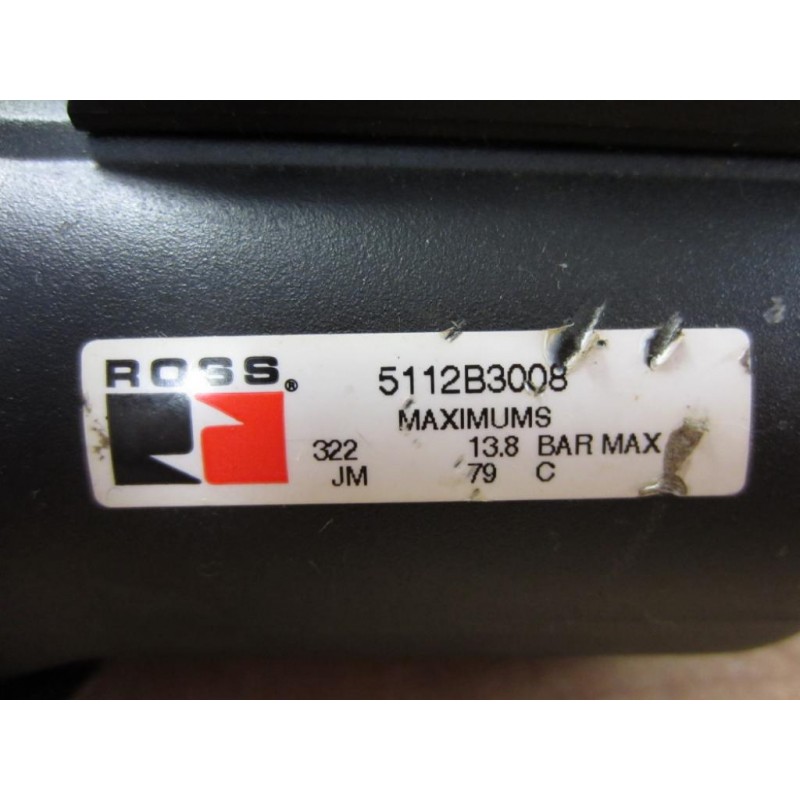 ROSS®
5112B3008
MAXIMUMS
322 13.8 BAR MAX
JM 79 C